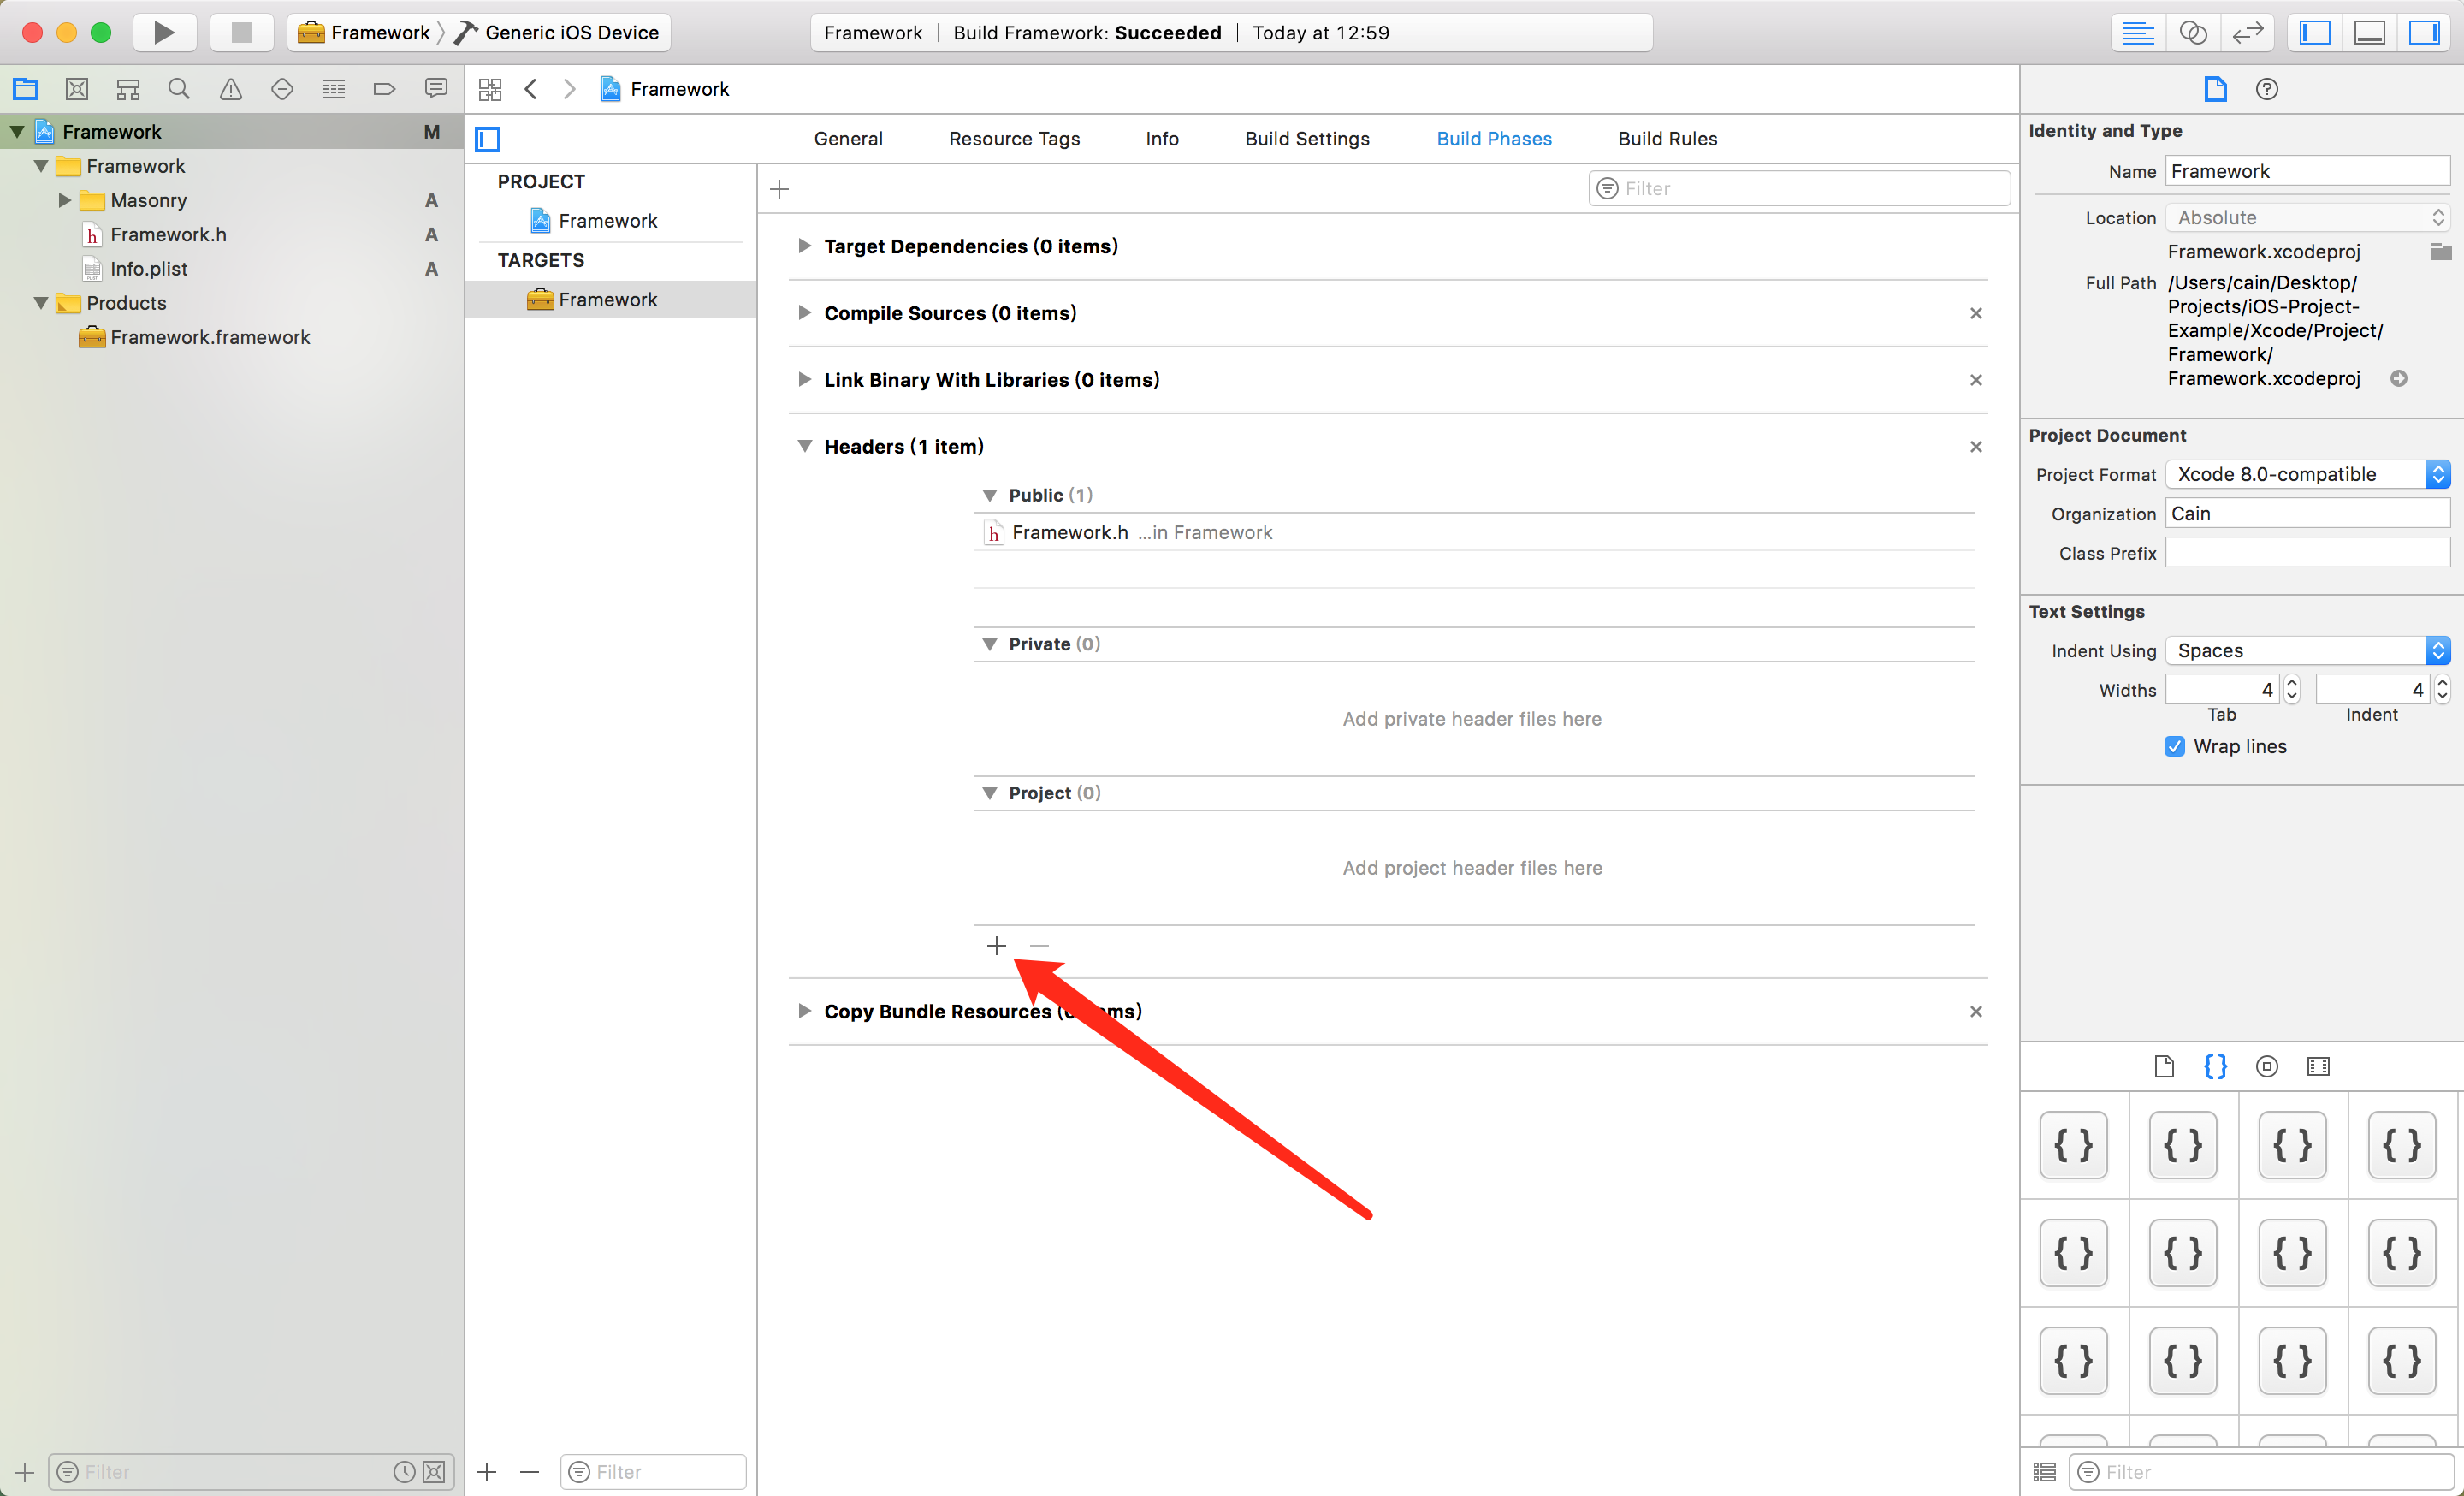 Framework 〉 Generic iOS Device
Framework | Build Framework: Succeeded | Today at 12:59
Framework M
Framework
Masonry A
Framework.h A
Info.plist A
Products
Framework.framework
Filter
Framework
General Resource Tags Info Build Settings Build Phases Build Rules
PROJECT
Framework
TARGETS
Framework
Filter
Filter
Target Dependencies (0 items)
Compile Sources (0 items)
Link Binary With Libraries (0 items)
Headers (1 item)
Public (1)
Framework.h ...in Framework
Private (0)
Add private header files here
Project (0)
Add project header files here
Copy Bundle Resources
Identity and Type
Name Framework
Location Absolute
Framework.xcodeproj
Full Path /Users/cain/Desktop/
Projects/iOS-Project-
Example/Xcode/Project/
Framework/
Framework.xcodeproj
Project Document
Project Format Xcode 8.0-compatible
Organization Cain
Class Prefix
Text Settings
Indent Using Spaces
Widths 4 4
Tab Indent
Wrap lines
{ } { } { } { }
{ } { } { } { }
{ } { } { } { }
Filter